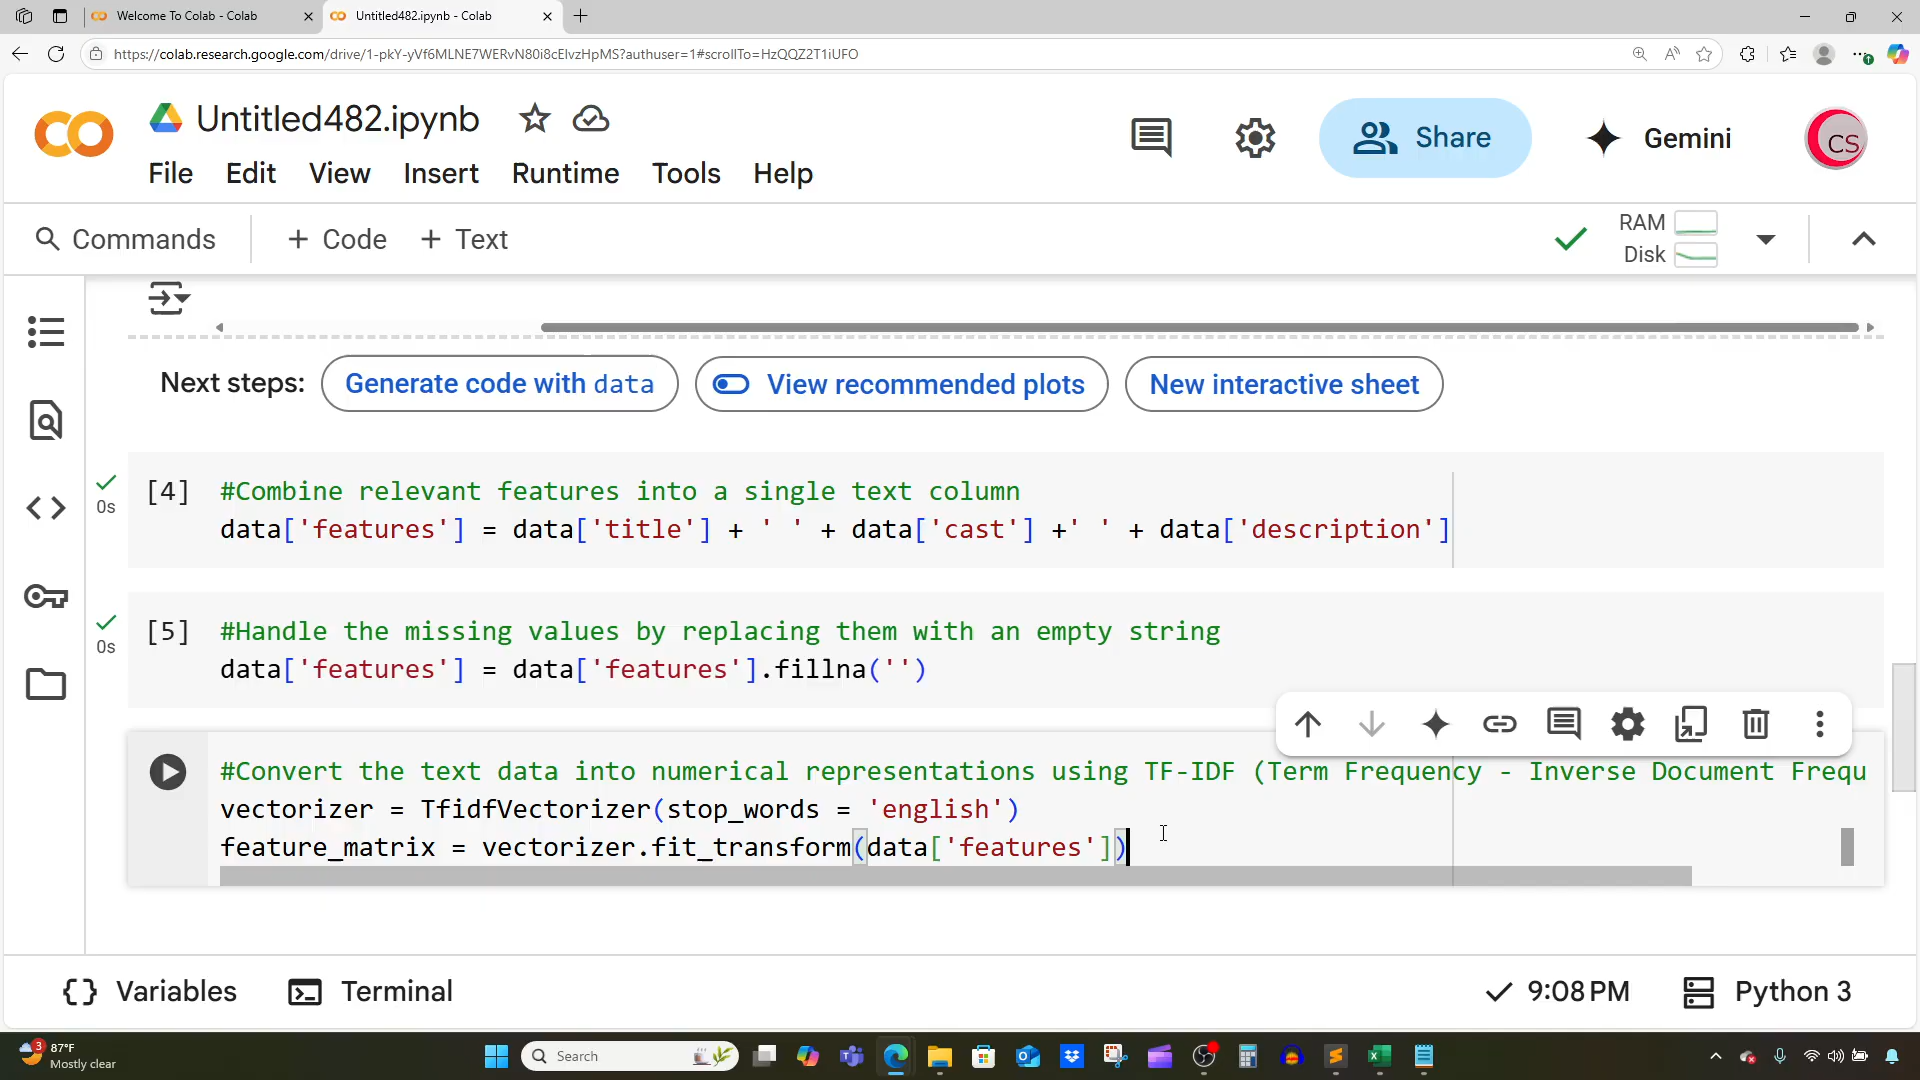 Welcome To Colab - Colab
Untitled482.ipynb - Colab
https://colab.research.google.com/drive/1-pkY-yVf6MLNE7WERvN80i8cElvzHpMS?authuser=1#scrollTo=HzQQZ2T1iUFO
Untitled482.ipynb
Share
Gemini
CS
File Edit View Insert Runtime Tools Help
Commands
+ Code + Text
RAM
Disk
Next steps: Generate code with data View recommended plots New interactive sheet
0s
[4] #Combine relevant features into a single text column
data['features'] = data['title'] + ' ' + data['cast'] +' ' + data['description']
0s
[5] #Handle the missing values by replacing them with an empty string
data['features'] = data['features'].fillna('')
#Convert the text data into numerical representations using TF-IDF (Term Frequency - Inverse Document Frequ
vectorizer = TfidfVectorizer(stop_words = 'english')
feature_matrix = vectorizer.fit_transform(data['features'])
{} Variables Terminal
9:08 PM Python 3
3
87°F
Mostly clear
Search